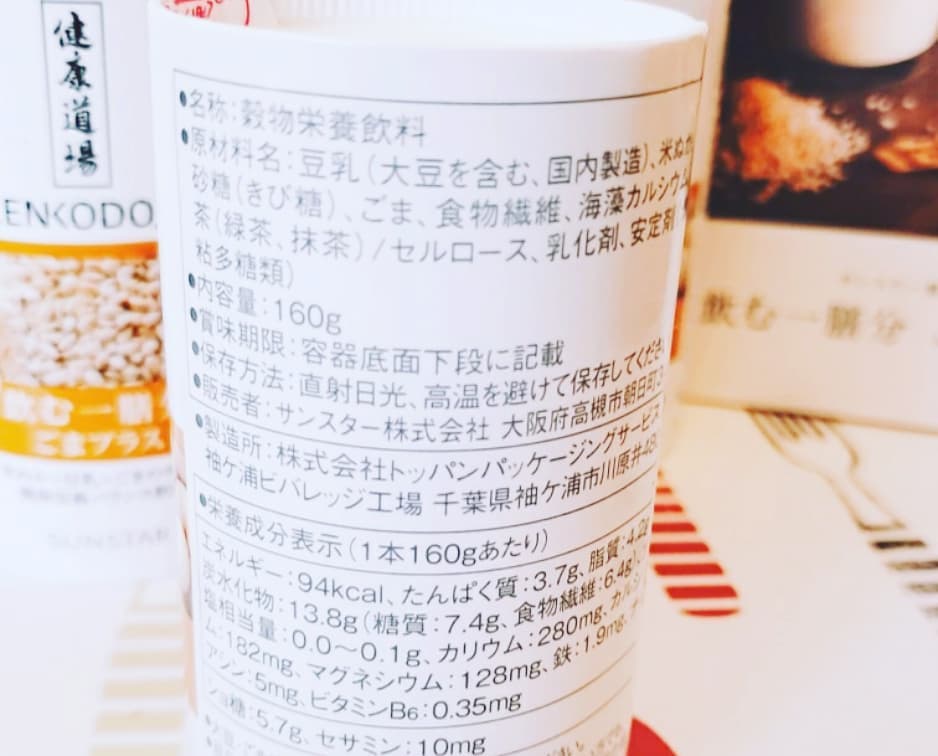 健康道場
ENKODO
飲む一膳
ごまプラス
SUNSTAR
●名称:穀物栄養飲料
●原材料名:豆乳(大豆を含む、国内製造)、米ぬか
砂糖(きび糖)、ごま、食物繊維、海藻カルシウム
茶(緑茶、抹茶)/セルロース、乳化剤、安定剤
粘多糖類)
●内容量:160g
●賞味期限:容器底面下段に記載
●保存方法:直射日光、高温を避けて保存してくださ
●販売者:サンスター株式会社 大阪府高槻市朝日町3
●製造所:株式会社トッパンパッケージングサービス
袖ケ浦ビバレッジ工場 千葉県袖ケ浦市川原井48
●栄養成分表示(1本160gあたり)
エネルギー:94kcal、たんぱく質:3.7g、脂質:4.2g
炭水化物:13.8g(糖質:7.4g、食物繊維:6.4g)
塩相当量:0.0〜0.1g、カリウム:280mg、カルシ
ム:182mg、マグネシウム:128mg、鉄:1.9mg、
アシン:5mg、ビタミンB6:0.35mg
ショ糖:5.7g、セサミン:10mg
飲む一膳分